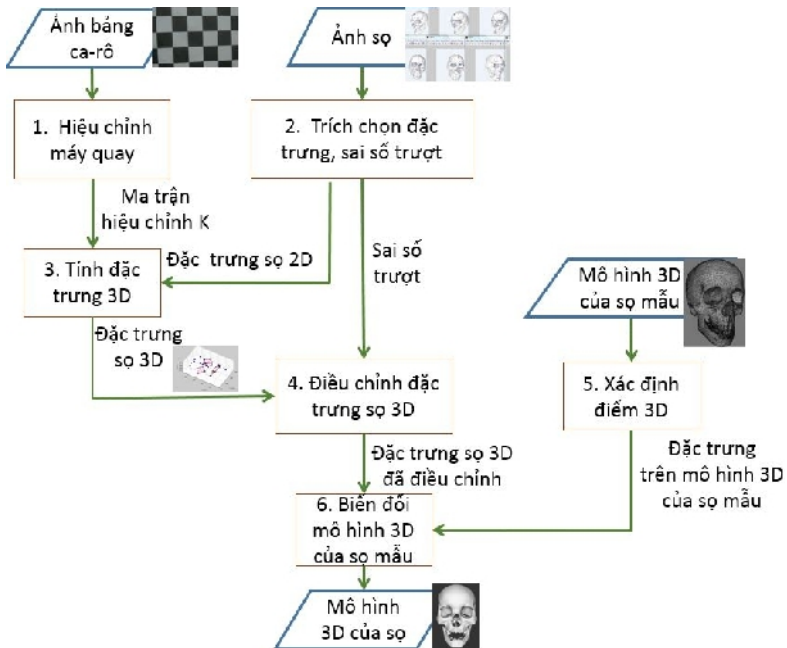 Ảnh bảng
ca-rô
Ảnh sọ
1. Hiệu chỉnh
máy quay
2. Trích chọn đặc
trưng, sai số trượt
Ma trận
hiệu chỉnh K
Đặc trưng sọ 2D
Sai số
trượt
3. Tính đặc
trưng 3D
Mô hình 3D
của sọ mẫu
Đặc trưng
sọ 3D
4. Điều chỉnh đặc
trưng sọ 3D
5. Xác định
điểm 3D
Đặc trưng sọ 3D
đã điều chỉnh
Đặc trưng
trên mô hình 3D
của sọ mẫu
6. Biến đổi
mô hình 3D
của sọ mẫu
Mô hình
3D của sọ